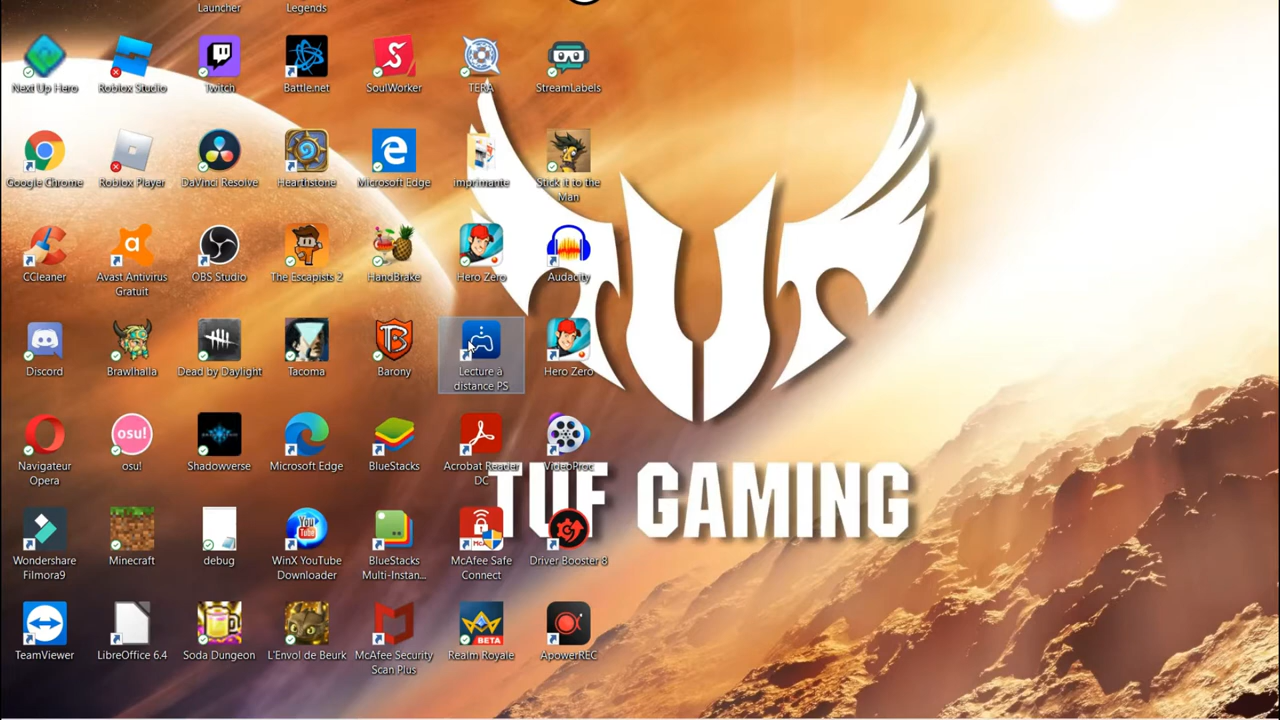 Launcher
Legends
Next Up Hero
Roblox Studio
Twitch
Battle.net
SoulWorker
TERA
StreamLabels
Google Chrome
Roblox Player
DaVinci Resolve
Hearthstone
Microsoft Edge
imprimante
Stick it to the
Man
CCleaner
Avast Antivirus
Gratuit
OBS Studio
The Escapists 2
HandBrake
Hero Zero
Audacity
Discord
Brawlhalla
Dead by Daylight
Tacoma
Barony
Lecture à
distance PS
Hero Zero
Navigateur
Opera
osu!
osu!
Shadowverse
Microsoft Edge
BlueStacks
Acrobat Reader
DC
VideoProc
TUF GAMING
Wondershare
Filmora9
Minecraft
debug
You
Tube
WinX YouTube
Downloader
BlueStacks
Multi-Instan...
McAfee Safe
Connect
Driver Booster 8
TeamViewer
LibreOffice 6.4
Soda Dungeon
L'Envol de Beurk
McAfee Security
Scan Plus
BETA
Realm Royale
ApowerREC